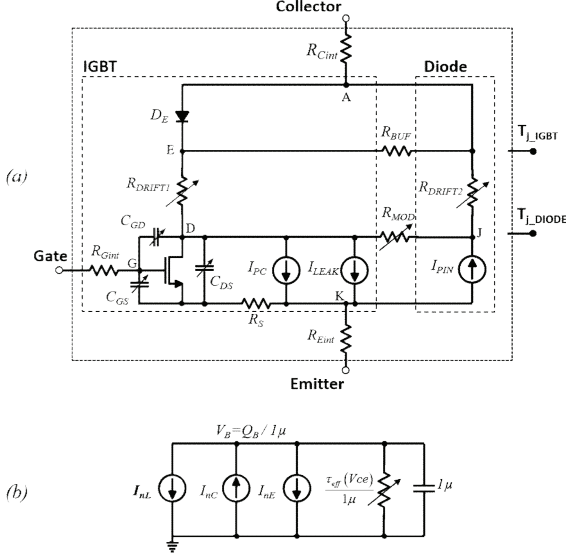 Collector
R_Cint
IGBT
Diode
A
D_E
R_BUF
T_j_IGBT
E
(a)
R_DRIFT1
R_DRIFT2
C_GD
R_MOD
T_j_DIODE
D
J
Gate
R_Gint
G
I_PC
I_LEAK
I_PIN
C_DS
C_GS
K
R_S
R_Eint
Emitter
V_B=Q_B / 1μ
(b)
I_nL
I_nC
I_nE
τ_eff (Vce)
1μ
1μ